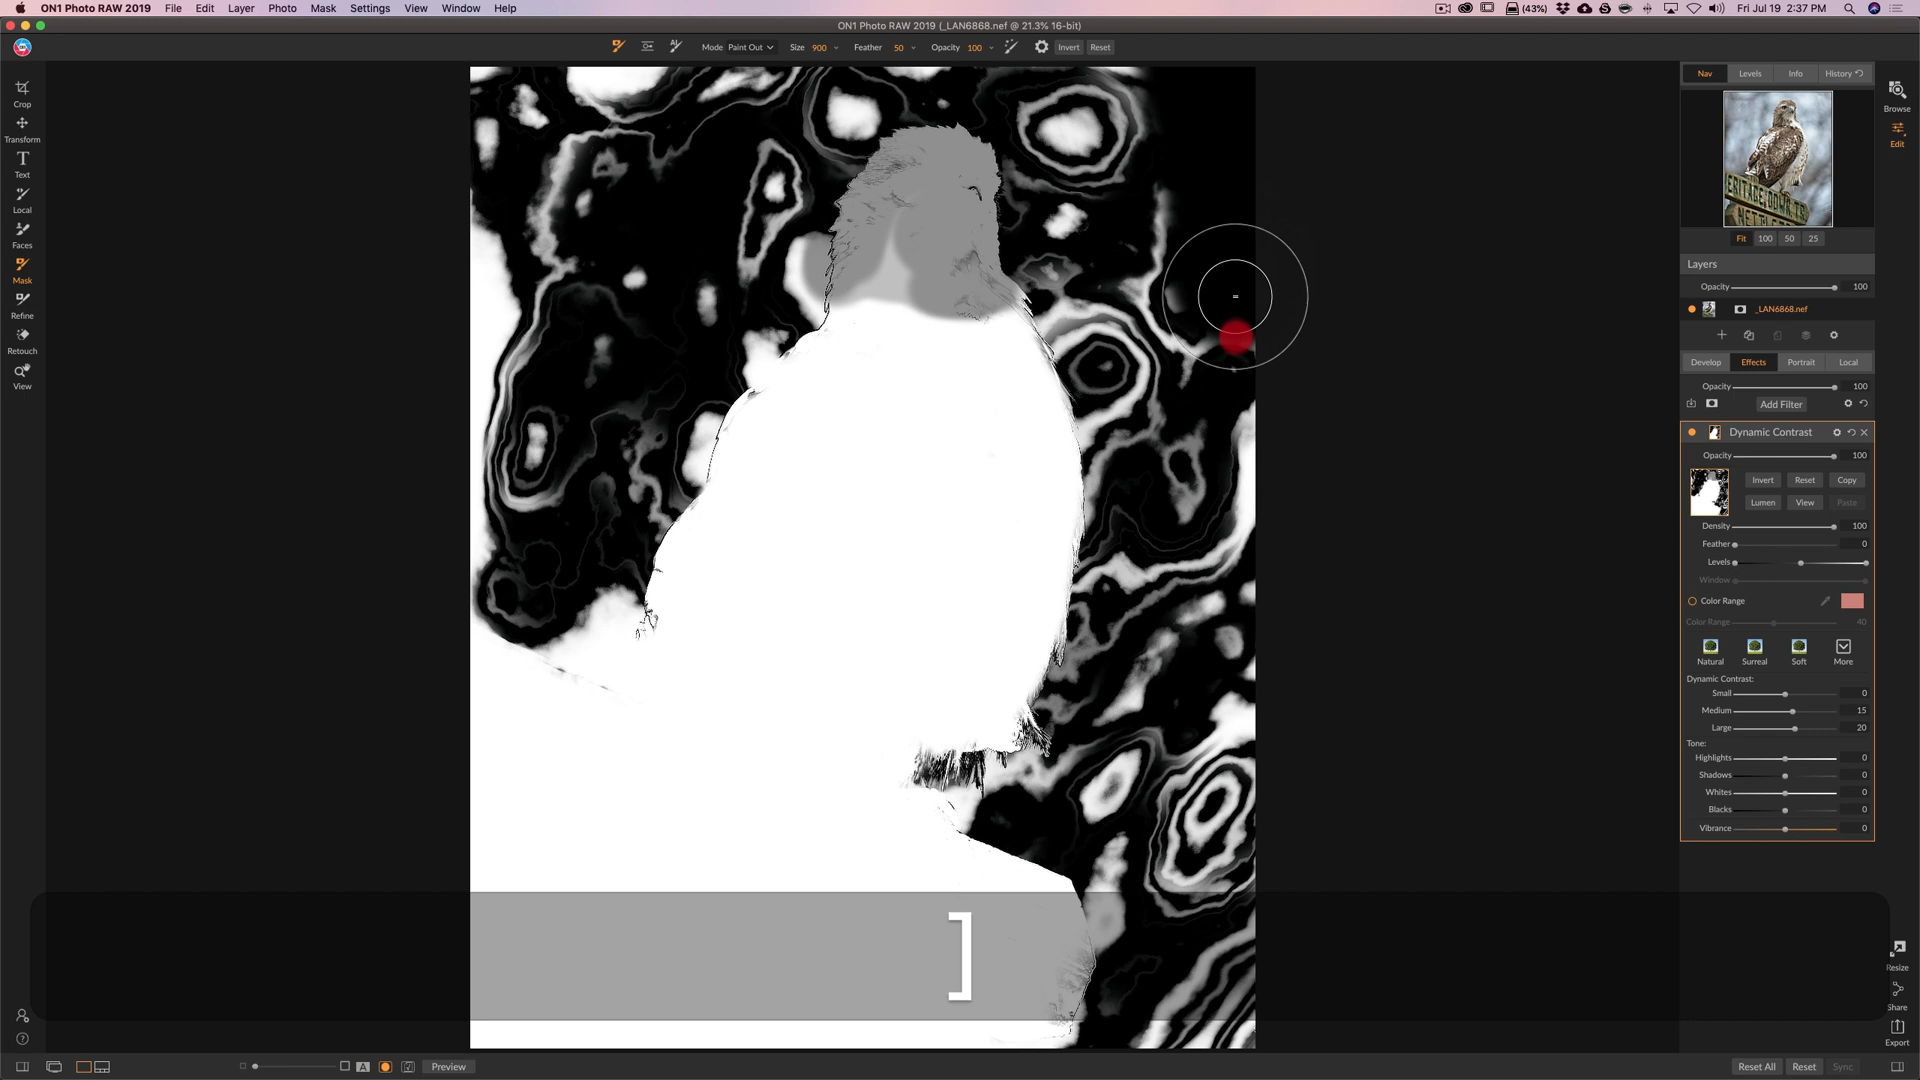 ON1 Photo RAW 2019 File Edit Layer Photo Mask Settings View Window Help
(43%) Fri Jul 19 2:37 PM
ON1 Photo RAW 2019 (_LAN6868.nef @ 21.3% 16-bit)
Mode Paint Out Size 900 Feather 50 Opacity 100 Invert Reset
Crop
Transform
Text
Local
Faces
Mask
Refine
Retouch
View
Nav Levels Info History
Fit 100 50 25
Layers
Opacity 100
_LAN6868.nef
Develop Effects Portrait Local
Opacity 100
Add Filter
Dynamic Contrast
Opacity 100
Invert Reset Copy
Lumen View Paste
Density 100
Feather 0
Levels
Window
Color Range
Color Range 40
Natural Surreal Soft More
Dynamic Contrast:
Small 0
Medium 15
Large 20
Tone:
Highlights 0
Shadows 0
Whites 0
Blacks 0
Vibrance 0
Browse
Edit
]
Resize
Share
Export
A Preview
Reset All Reset Sync